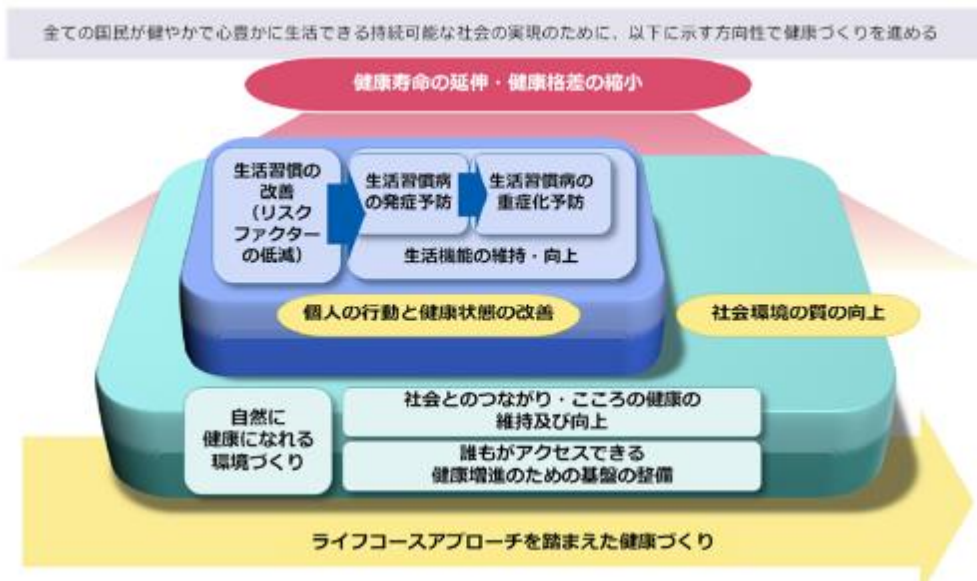 全ての国民が健やかで心豊かに生活できる持続可能な社会の実現のために、以下に示す方向性で健康づくりを進める
健康寿命の延伸・健康格差の縮小
生活習慣の
改善
（リスク
ファクター
の低減）
生活習慣病
の発症予防
生活習慣病の
重症化予防
生活機能の維持・向上
個人の行動と健康状態の改善
社会環境の質の向上
自然に
健康になれる
環境づくり
社会とのつながり・こころの健康の
維持及び向上
誰もがアクセスできる
健康増進のための基盤の整備
ライフコースアプローチを踏まえた健康づくり